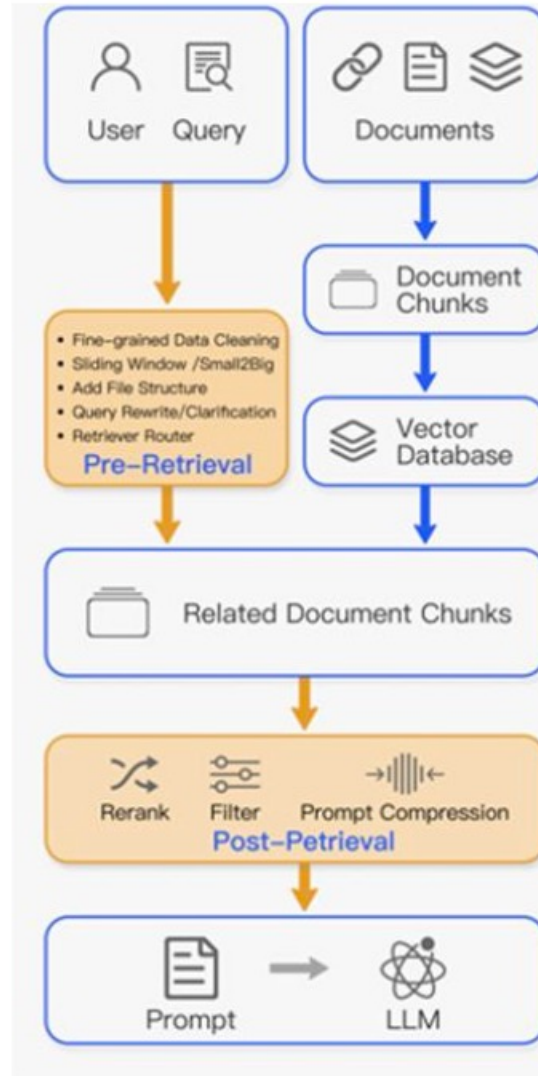 User Query
Documents
Document
Chunks
• Fine-grained Data Cleaning
• Sliding Window /Small2Big
• Add File Structure
• Query Rewrite/Clarification
• Retriever Router
Pre-Retrieval
Vector
Database
Related Document Chunks
Rerank Filter Prompt Compression
Post-Petrieval
Prompt LLM